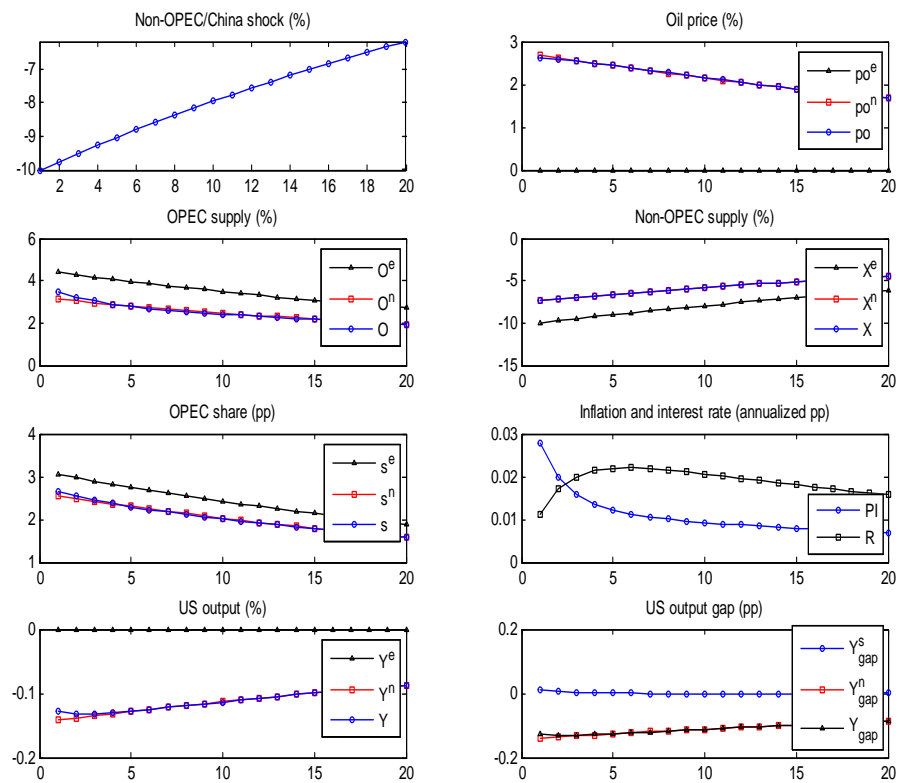 Non-OPEC/China shock (%)
-7
-8
-9
-10
2 4 6 8 10 12 14 16 18 20
Oil price (%)
3
2
1
0
0 5 10 15 20
po^e
po^n
po
OPEC supply (%)
6
4
2
0
0 5 10 15 20
O^e
O^n
O
Non-OPEC supply (%)
0
-5
-10
-15
0 5 10 15 20
X^e
X^n
X
OPEC share (pp)
4
3
2
1
0 5 10 15 20
s^e
s^n
s
Inflation and interest rate (annualized pp)
0.03
0.02
0.01
0
0 5 10 15 20
PI
R
US output (%)
0
-0.1
-0.2
0 5 10 15 20
Y^e
Y^n
Y
US output gap (pp)
0.2
0
-0.2
0 5 10 15 20
Y^s_gap
Y^n_gap
Y_gap